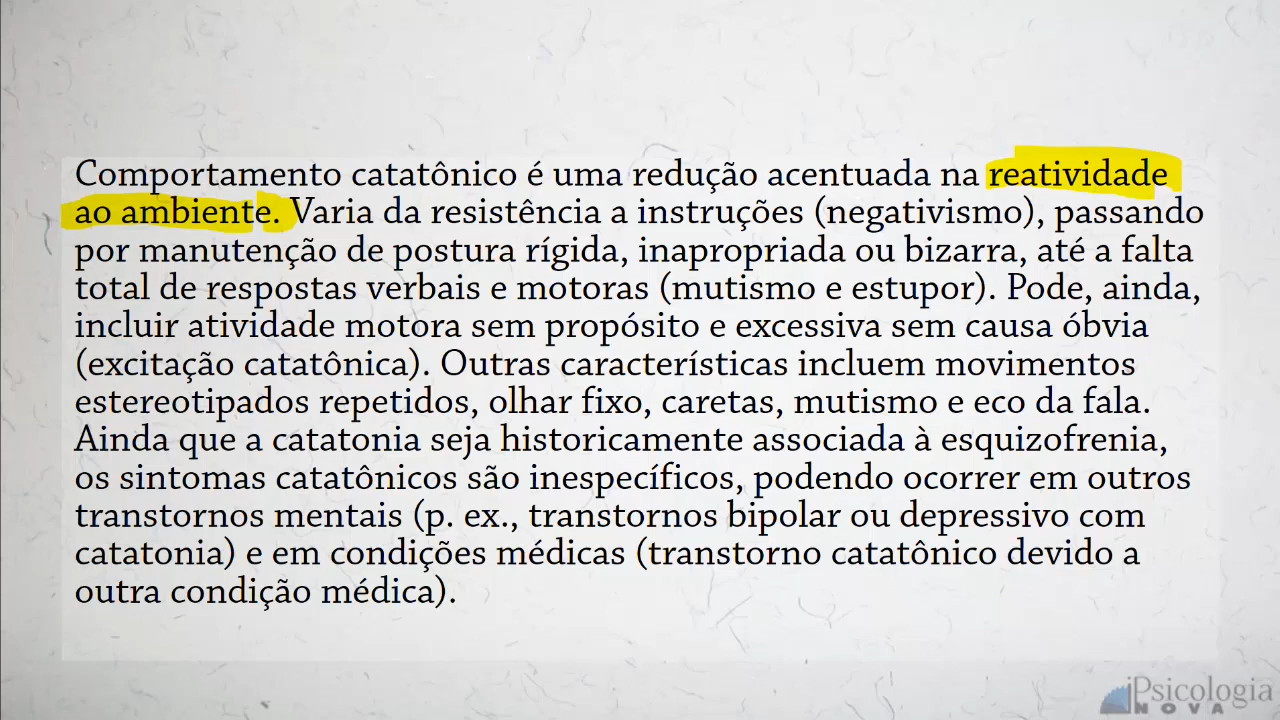 Comportamento catatônico é uma redução acentuada na reatividade
ao ambiente. Varia da resistência a instruções (negativismo), passando
por manutenção de postura rígida, inapropriada ou bizarra, até a falta
total de respostas verbais e motoras (mutismo e estupor). Pode, ainda,
incluir atividade motora sem propósito e excessiva sem causa óbvia
(excitação catatônica). Outras características incluem movimentos
estereotipados repetidos, olhar fixo, caretas, mutismo e eco da fala.
Ainda que a catatonia seja historicamente associada à esquizofrenia,
os sintomas catatônicos são inespecíficos, podendo ocorrer em outros
transtornos mentais (p. ex., transtornos bipolar ou depressivo com
catatonia) e em condições médicas (transtorno catatônico devido a
outra condição médica).
Psicologia
NOVA